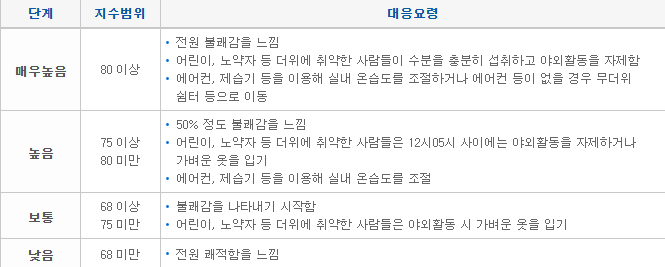 단계 지수범위 대응요령
매우높음 80 이상
• 전원 불쾌감을 느낌
• 어린이, 노약자 등 더위에 취약한 사람들이 수분을 충분히 섭취하고 야외활동을 자제함
• 에어컨, 제습기 등을 이용해 실내 온습도를 조절하거나 에어컨 등이 없을 경우 무더위
쉼터 등으로 이동
높음
75 이상
80 미만
• 50% 정도 불쾌감을 느낌
• 어린이, 노약자 등 더위에 취약한 사람들은 12시05시 사이에는 야외활동을 자제하거나
가벼운 옷을 입기
• 에어컨, 제습기 등을 이용해 실내 온습도를 조절
보통
68 이상
75 미만
• 불쾌감을 나타내기 시작함
• 어린이, 노약자 등 더위에 취약한 사람들은 야외활동 시 가벼운 옷을 입기
낮음 68 미만
• 전원 쾌적함을 느낌